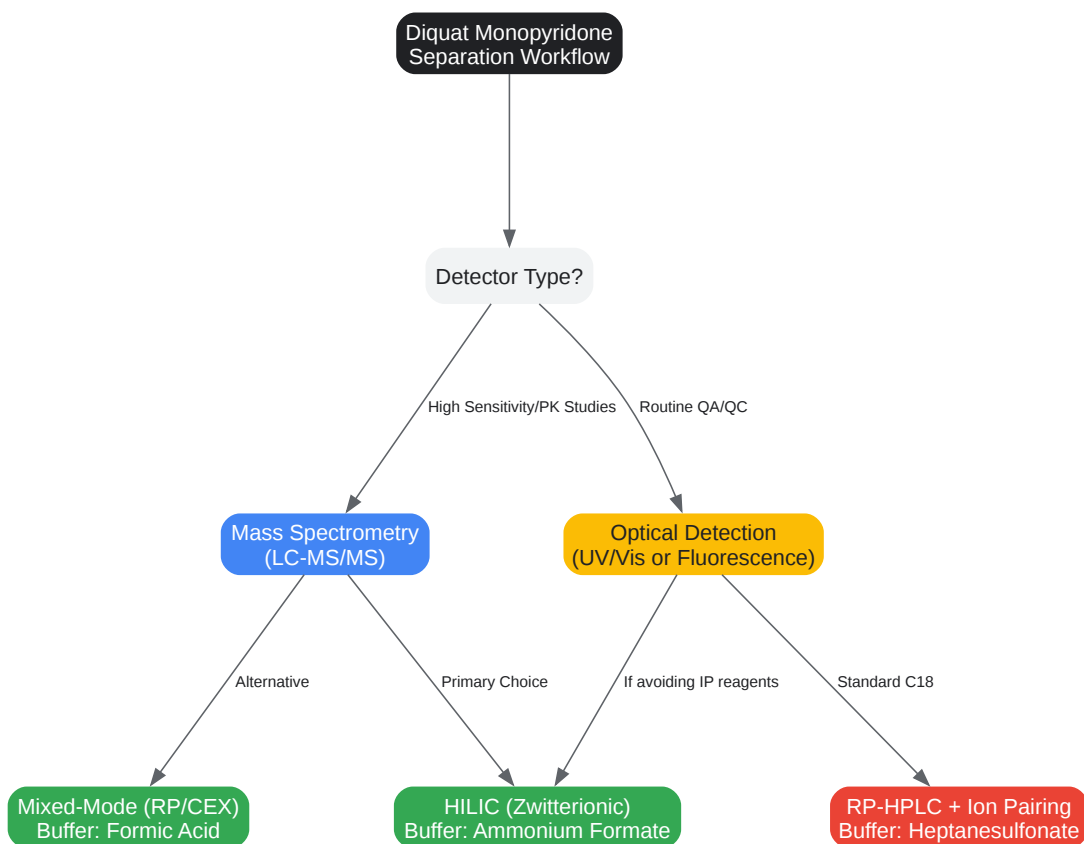 Diquat Monopyridone
Separation Workflow
Detector Type?
High Sensitivity/PK Studies
Routine QA/QC
Mass Spectrometry
(LC-MS/MS)
Optical Detection
(UV/Vis or Fluorescence)
Alternative
Primary Choice
If avoiding IP reagents
Standard C18
Mixed-Mode (RP/CEX)
Buffer: Formic Acid
HILIC (Zwitterionic)
Buffer: Ammonium Formate
RP-HPLC + Ion Pairing
Buffer: Heptanesulfonate